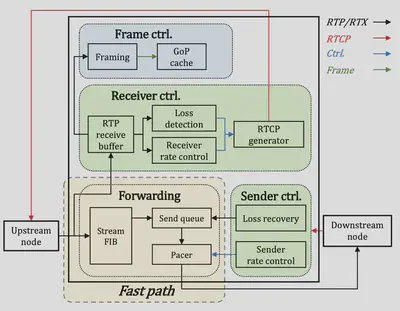 Frame ctrl.
Framing
GoP
cache
RTP/RTX
RTCP
Ctrl.
Frame
Receiver ctrl.
RTP
receive
buffer
Loss
detection
Receiver
rate control
RTCP
generator
Forwarding
Stream
FIB
Send queue
Pacer
Fast path
Sender ctrl.
Loss recovery
Sender
rate control
Upstream
node
Downstream
node